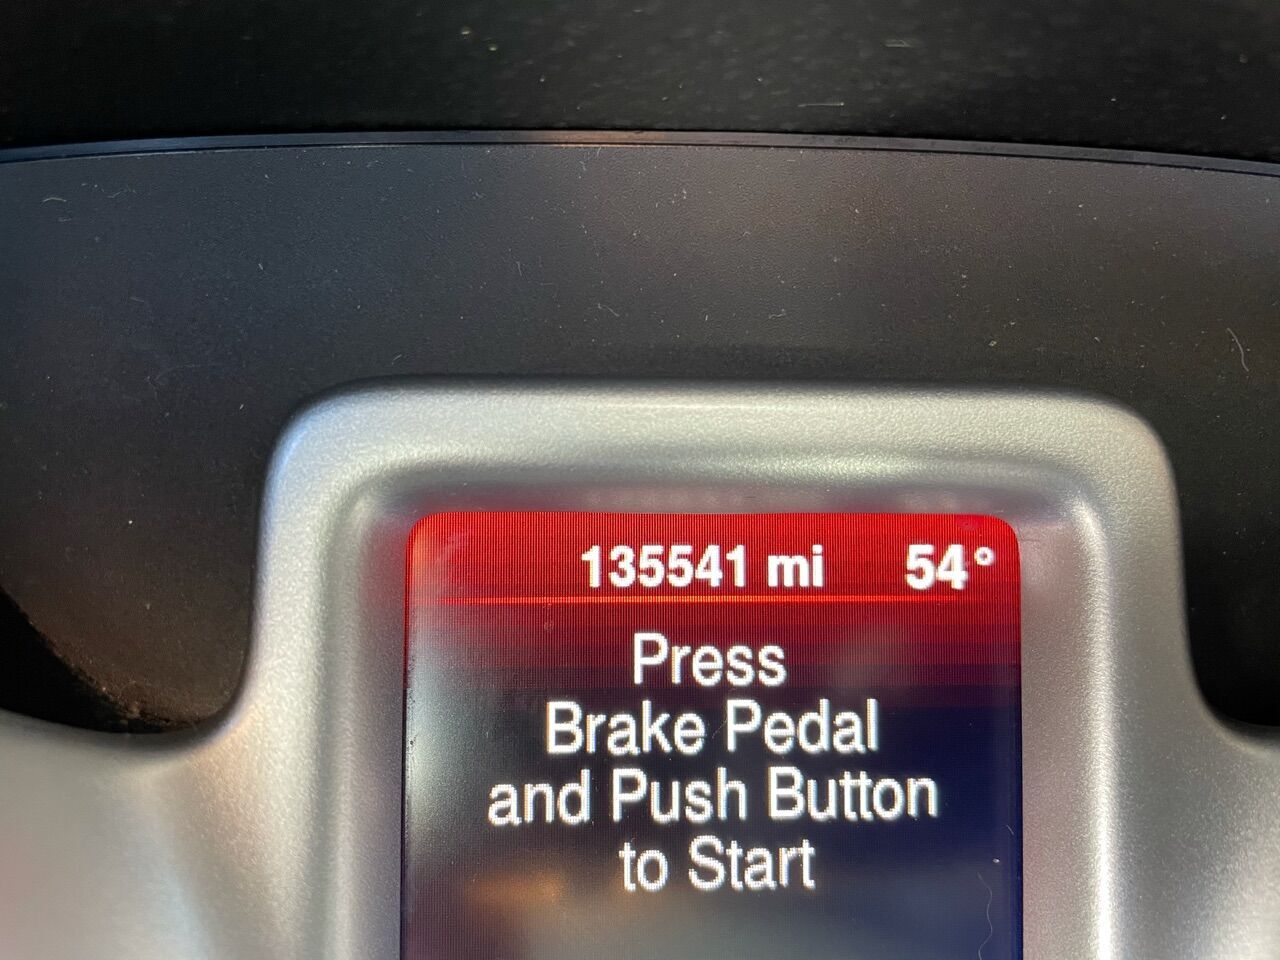 135541 mi 54°
Press
Brake Pedal
and Push Button
to Start